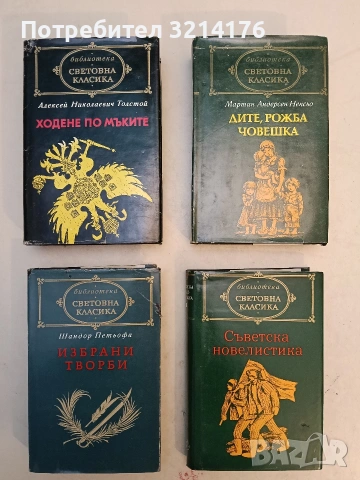 Потребител 3214176
библиотека
СВЕТОВНА
КЛАСИКА
Алексей Николаевич Толстой
ХОДЕНЕ ПО МЪКИТЕ
библиотека
СВЕТОВНА
КЛАСИКА
Мартин Андерсен-Нексьо
ДИТЕ, РОЖБА
ЧОВЕШКА
библиотека
СВЕТОВНА
КЛАСИКА
Шандор Петьофи
ИЗБРАНИ
ТВОРБИ
библиотека
СВЕТОВНА
КЛАСИКА
Съветска
новелистика
BAZAR